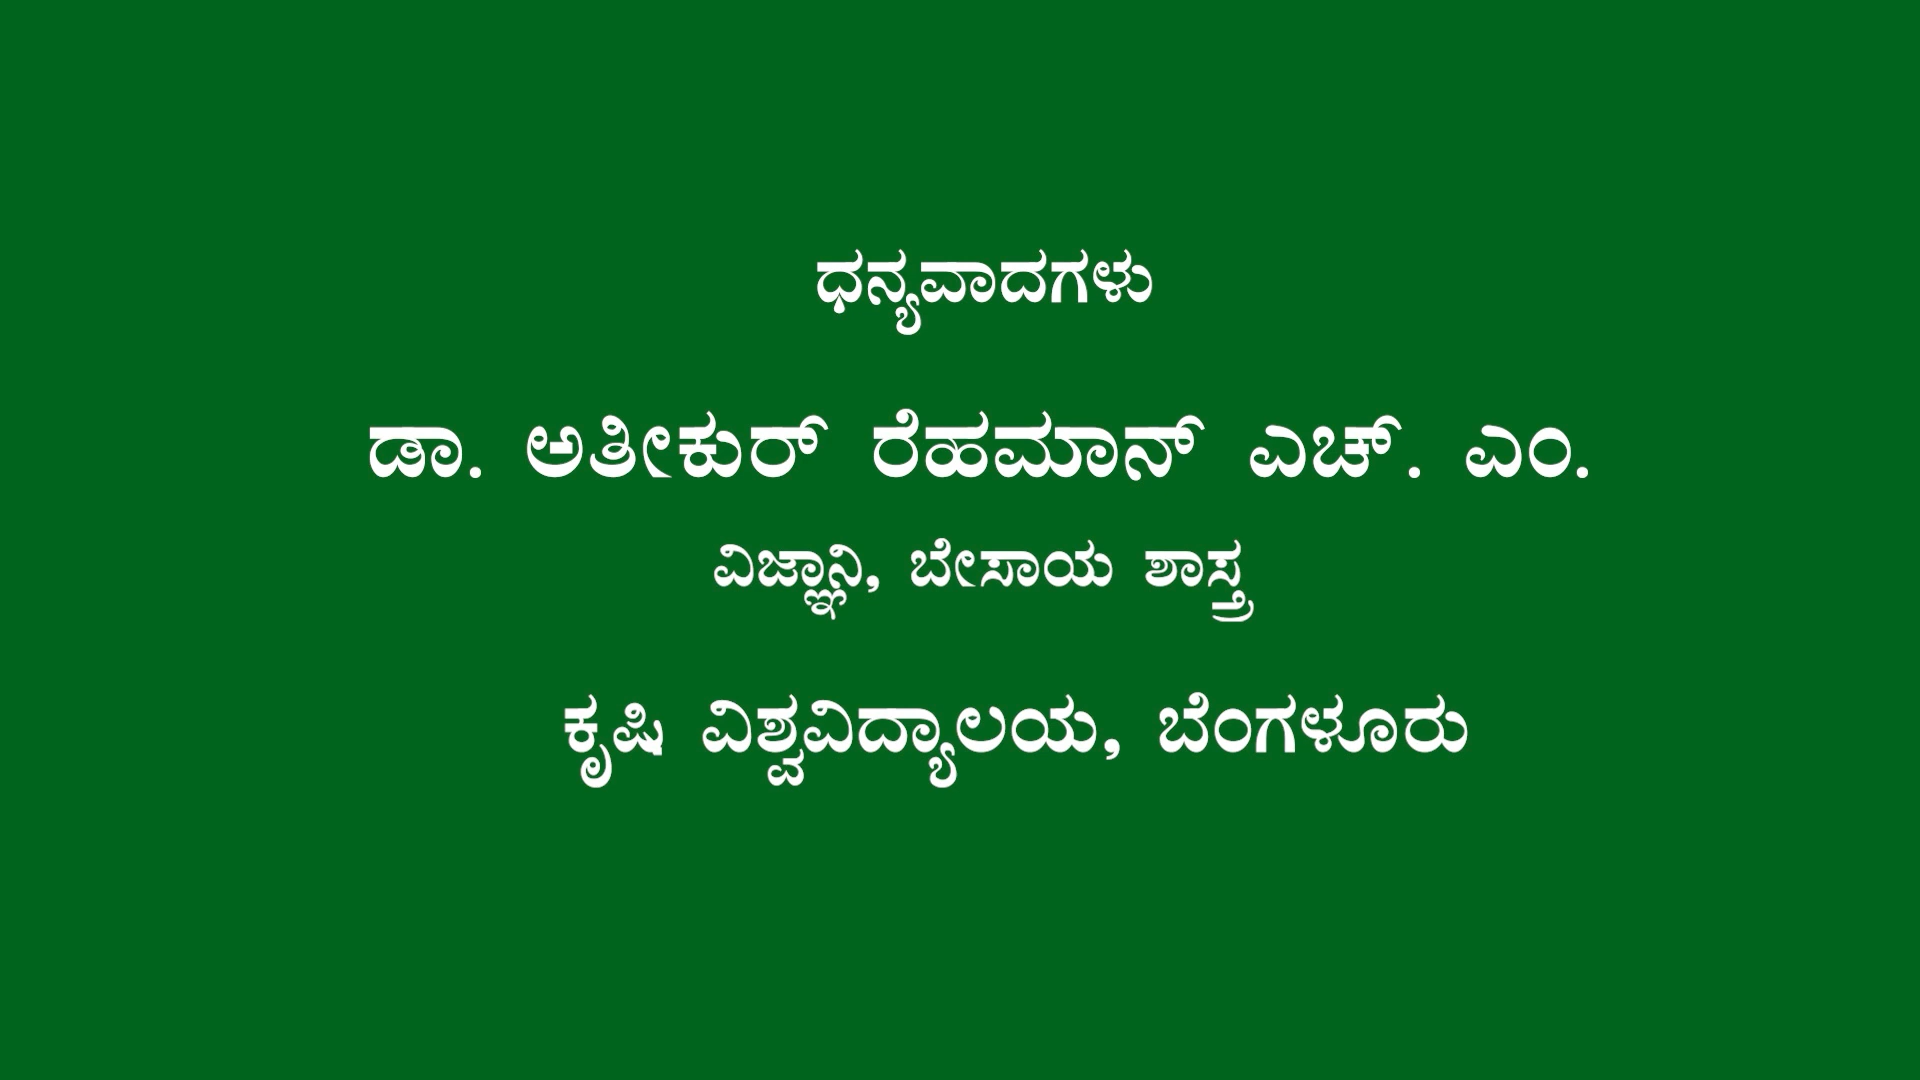 ಧನ್ಯವಾದಗಳು
ಡಾ. ಅತೀಕುರ್ ರೆಹಮಾನ್ ಎಚ್. ಎಂ.
ವಿಜ್ಞಾನಿ, ಬೇಸಾಯ ಶಾಸ್ತ್ರ
ಕೃಷಿ ವಿಶ್ವವಿದ್ಯಾಲಯ, ಬೆಂಗಳೂರು